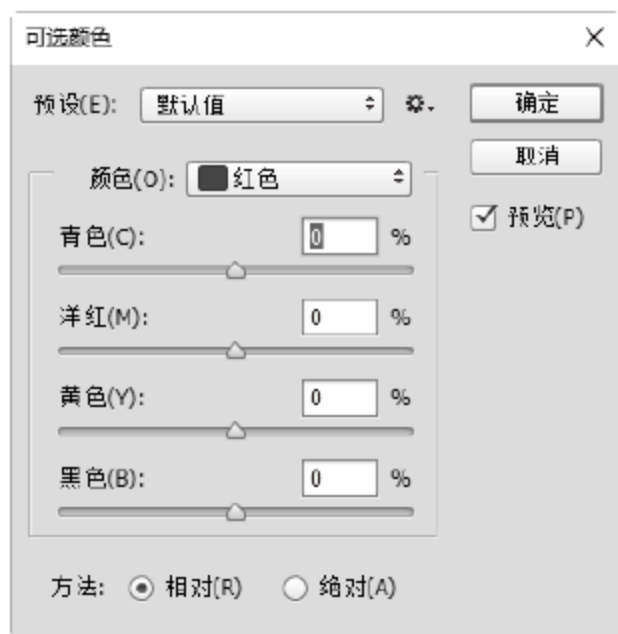 可选颜色
预设(E): 默认值
确定
取消
预览(P)
颜色(O): 红色
青色(C): 0 %
洋红(M): 0 %
黄色(Y): 0 %
黑色(B): 0 %
方法: 相对(R) 绝对(A)